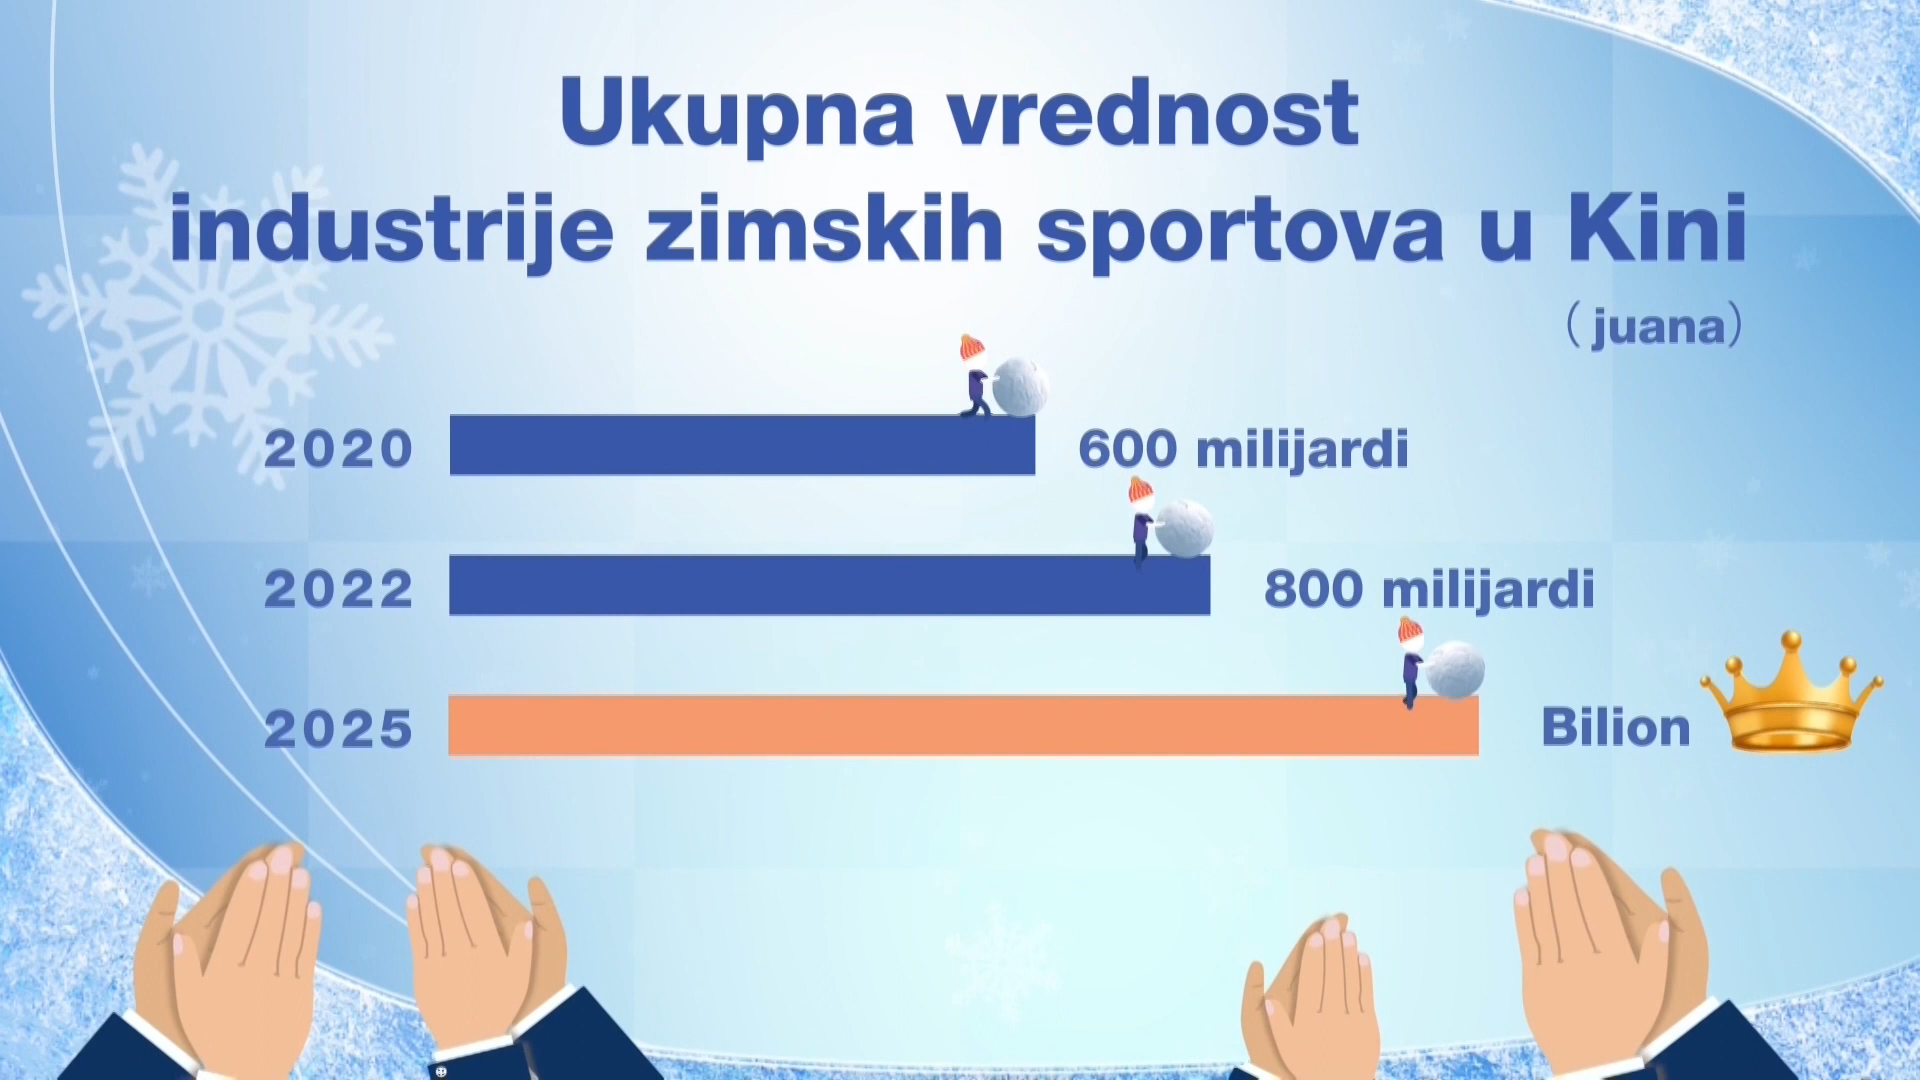 Ukupna vrednost
industrije zimskih sportova u Kini
( juana)
2020 600 milijardi
2022 800 milijardi
2025 Bilion